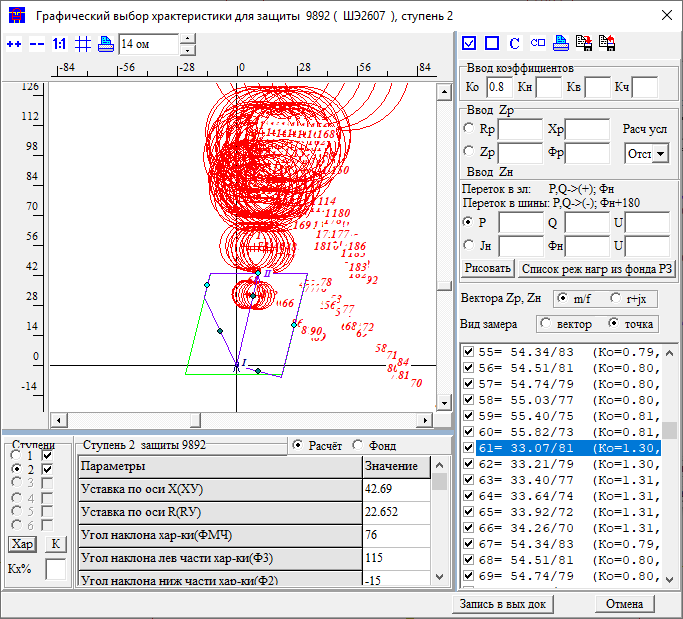 Графический выбор храктеристики для защиты 9892 ( ШЭ2607 ), ступень 2
++ -- 1:1 14 ом
-84 -56 -28 0 28 56 84
126
112
98
84
70
56
42
28
14
0
-14
I
II
Ступени
1
2
3
4
5
6
Хар К
Кх%
Ступень 2 защиты 9892
Расчёт Фонд
Параметры Значение
Уставка по оси X(XУ) 42.69
Уставка по оси R(RУ) 22.652
Угол наклона хар-ки(ФМЧ) 76
Угол наклона лев части хар-ки(Ф3) 115
Угол наклона ниж части хар-ки(Ф2) -15
С
Ввод коэффициентов
Ко 0.8 Кн Кв Кч
Ввод Zр
Rр Xр Расч усл
Zр Фр Отст
Ввод Zн
Переток в эл: P,Q->(+); Фн
Переток в шины: P,Q->(-); Фн+180
P Q U
Jн Фн U
Рисовать Список реж нагр из фонда РЗ
Вектора Zр, Zн m/f r+jx
Вид замера вектор точка
55= 54.34/83 (Ко=0.79,
56= 54.51/81 (Ко=0.80,
57= 54.74/79 (Ко=0.80,
58= 55.03/77 (Ко=0.80,
59= 55.40/75 (Ко=0.81,
60= 55.82/73 (Ко=0.81,
61= 33.07/81 (Ко=1.30,
62= 33.21/79 (Ко=1.30,
63= 33.40/77 (Ко=1.31,
64= 33.64/74 (Ко=1.31,
65= 33.92/72 (Ко=1.31,
66= 34.26/70 (Ко=1.31,
67= 54.34/83 (Ко=0.79,
68= 54.51/81 (Ко=0.80,
69= 54.74/79 (Ко=0.80,
Запись в вых док Отмена